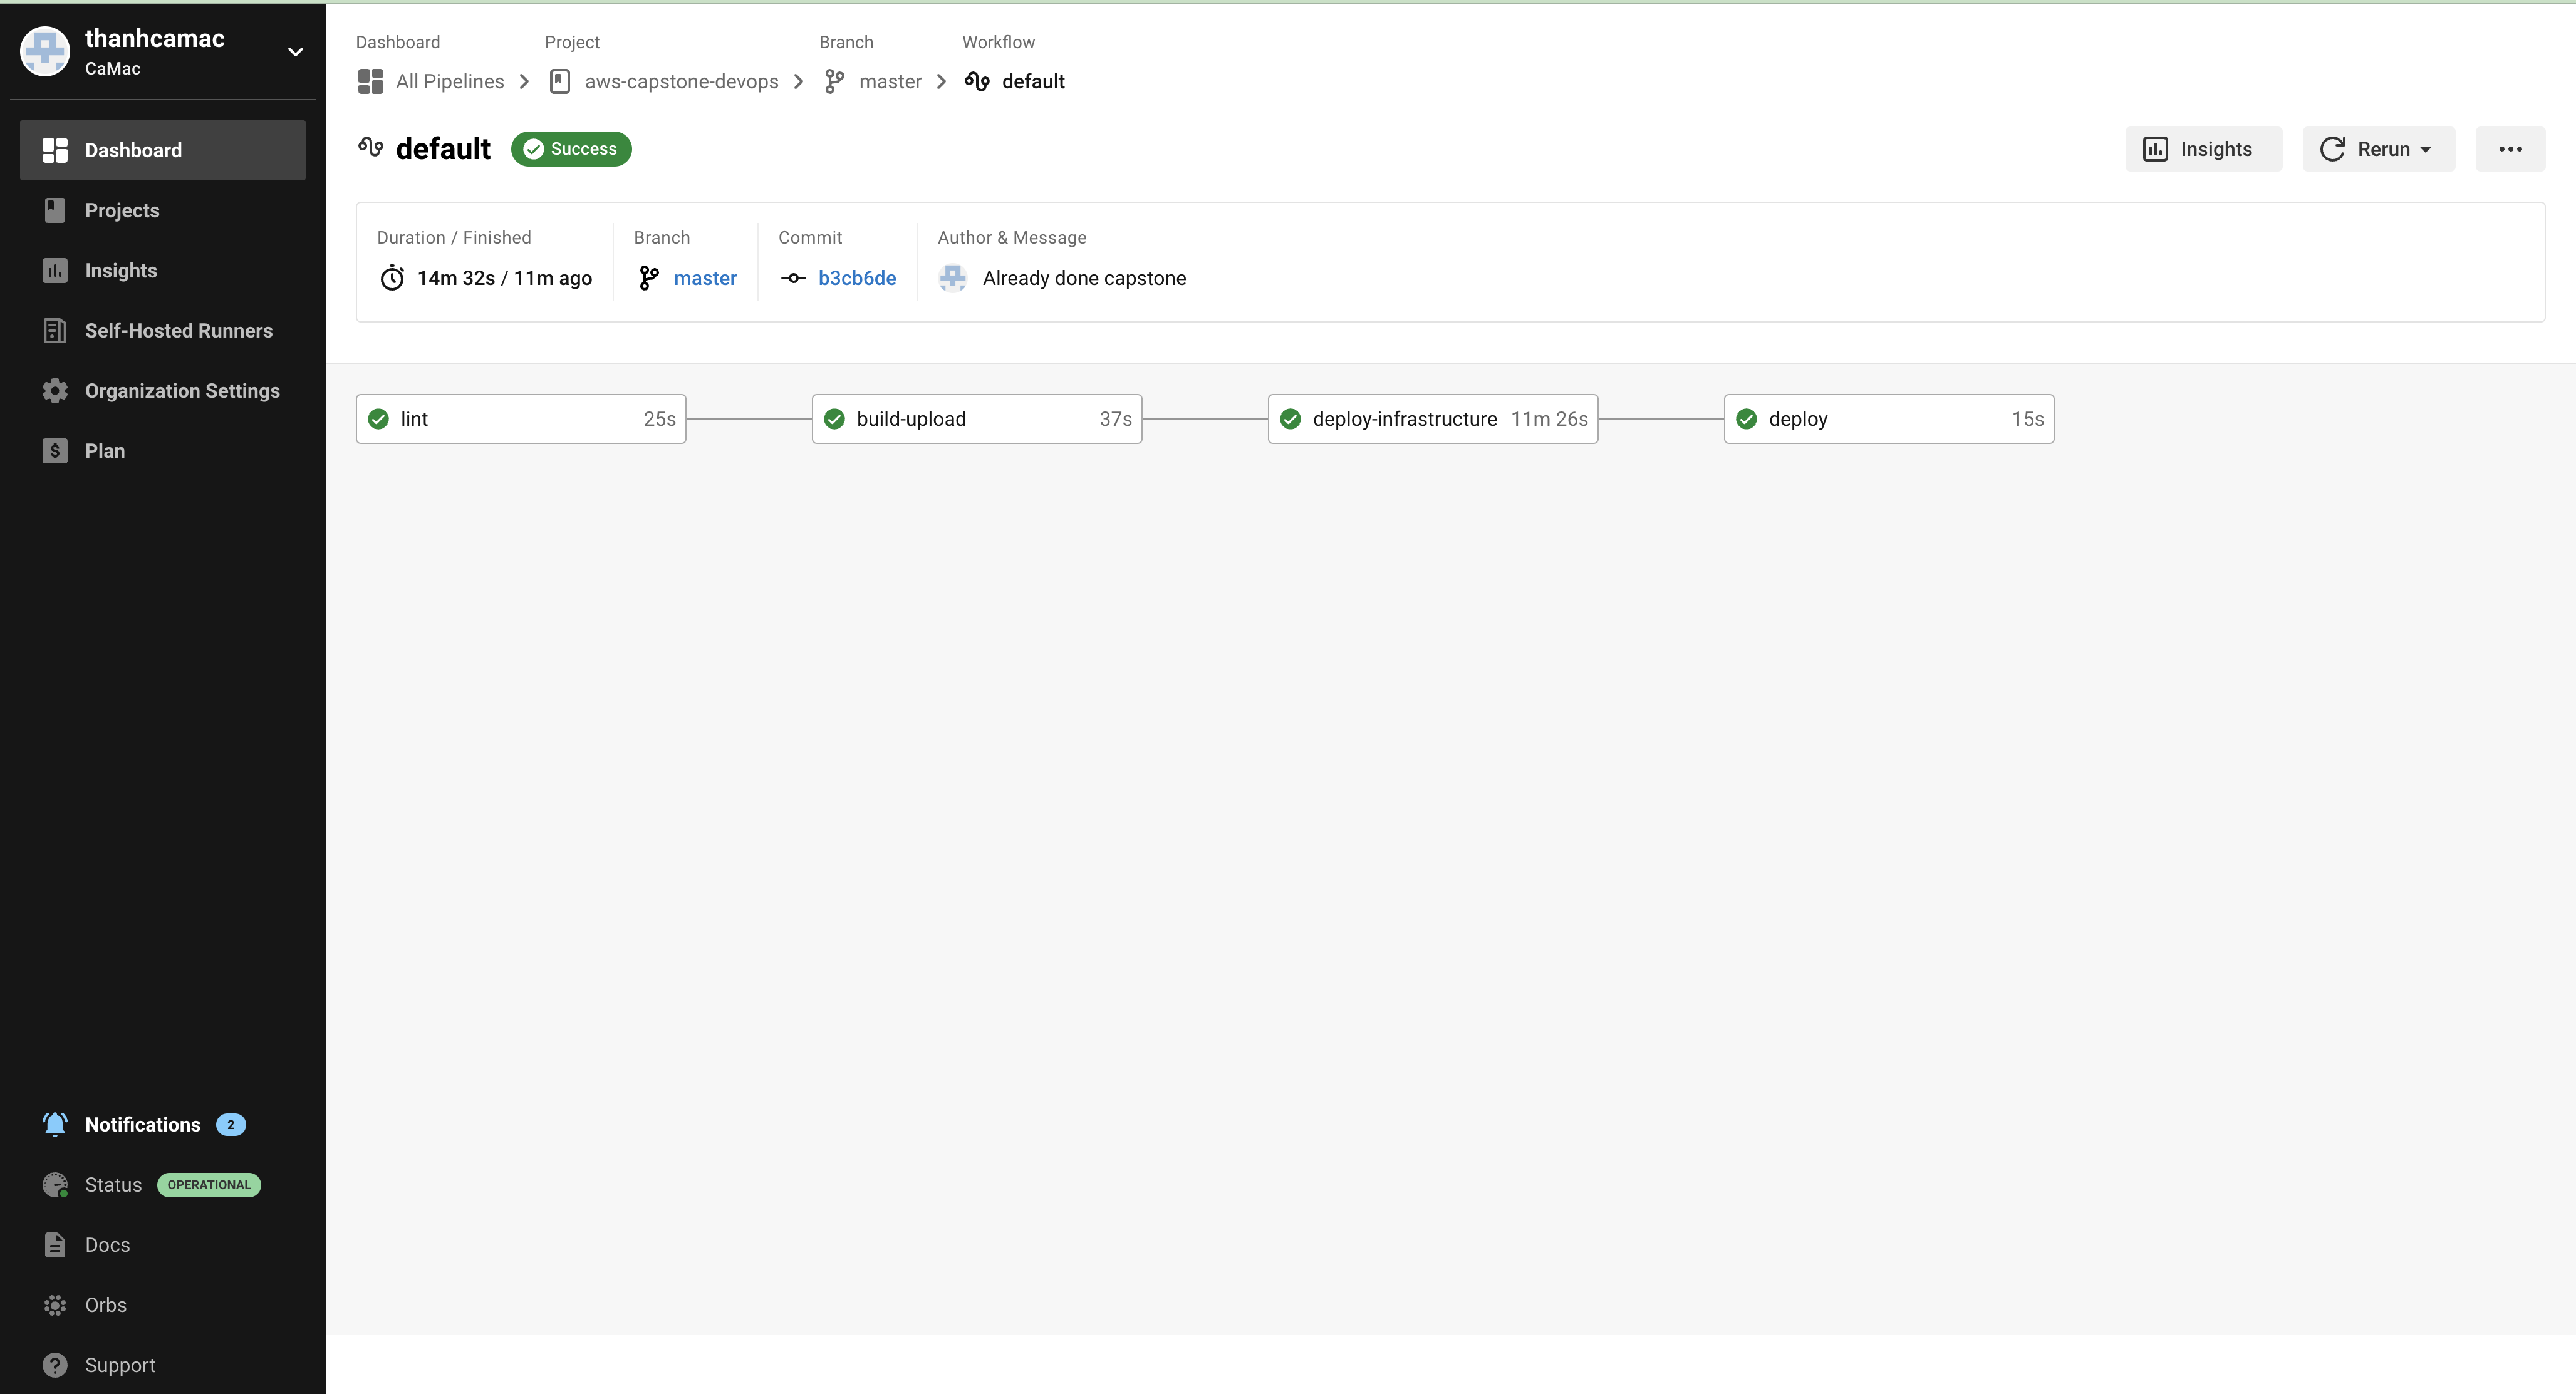 thanhcamac
CaMac
Dashboard
Projects
Insights
Self-Hosted Runners
Organization Settings
Plan
Notifications 2
Status OPERATIONAL
Docs
Orbs
Support
Dashboard Project Branch Workflow
All Pipelines aws-capstone-devops master default
default Success Insights Rerun
Duration / Finished Branch Commit Author & Message
14m 32s / 11m ago master b3cb6de Already done capstone
lint 25s build-upload 37s deploy-infrastructure 11m 26s deploy 15s